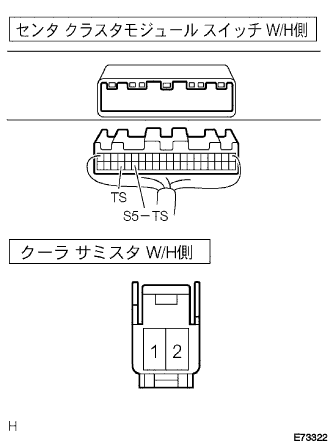 センタ クラスタモジュール スイッチ W/H側
TS
S5-TS
クーラ サミスタ W/H側
1 2
H
E73322